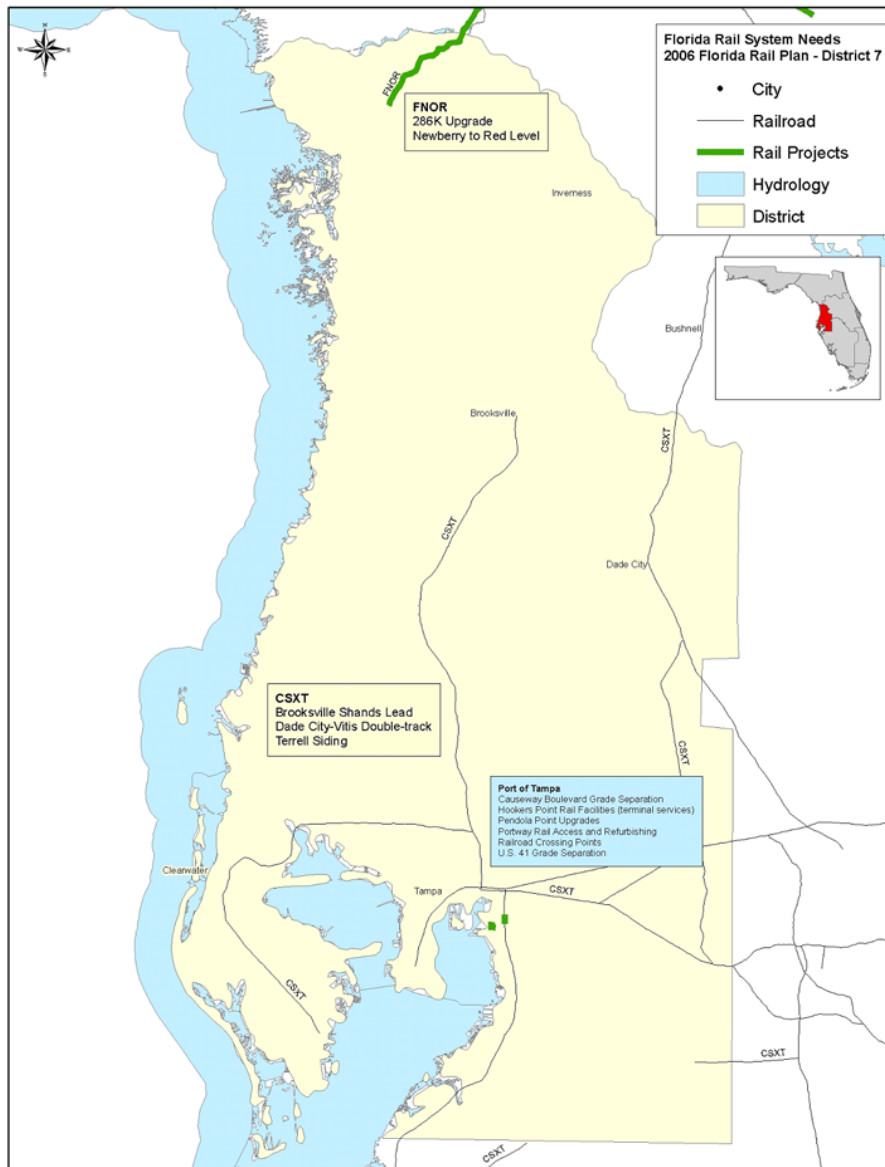 N
W
E
S
Florida Rail System Needs
2006 Florida Rail Plan - District 7
City
Railroad
Rail Projects
Hydrology
District
FNOR
FNOR
286K Upgrade
Newberry to Red Level
Inverness
Bushnell
Brooksville
CSXT
CSXT
Dade City
CSXT
Brooksville Shands Lead
Dade City-Vitis Double-track
Terrell Siding
CSXT
Port of Tampa
Causeway Boulevard Grade Separation
Hookers Point Rail Facilities (terminal services)
Pendola Point Upgrades
Portway Rail Access and Refurbishing
Railroad Crossing Points
U.S. 41 Grade Separation
Clearwater
Tampa
CSXT
CSXT
CSXT
CSXT